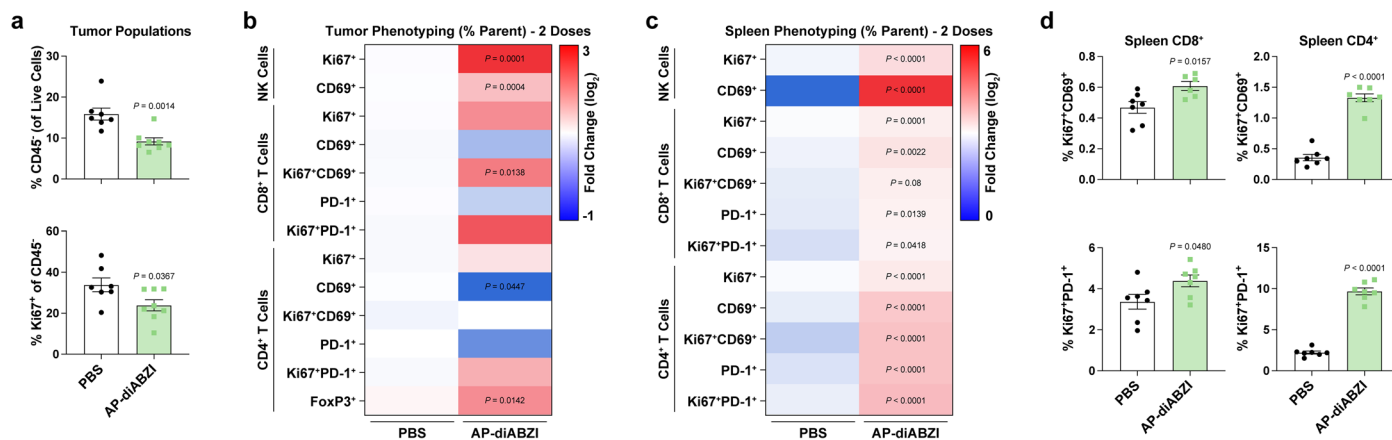 a
Tumor Populations
% CD45⁺ (of Live Cells)
30
20
10
0
P = 0.0014
% Ki67⁺ of CD45⁻
60
40
20
0
P = 0.0367
PBS
AP-diABZI
b
Tumor Phenotyping (% Parent) - 2 Doses
NK Cells
CD8⁺ T Cells
CD4⁺ T Cells
Ki67⁺
P = 0.0001
CD69⁺
P = 0.0004
Ki67⁺
CD69⁺
Ki67⁺CD69⁺
P = 0.0138
PD-1⁺
Ki67⁺PD-1⁺
Ki67⁺
CD69⁺
P = 0.0447
Ki67⁺CD69⁺
PD-1⁺
Ki67⁺PD-1⁺
FoxP3⁺
P = 0.0142
PBS
AP-diABZI
3
Fold Change (log₂)
-1
c
Spleen Phenotyping (% Parent) - 2 Doses
NK Cells
CD8⁺ T Cells
CD4⁺ T Cells
Ki67⁺
P < 0.0001
CD69⁺
P < 0.0001
Ki67⁺
P = 0.0001
CD69⁺
P = 0.0022
Ki67⁺CD69⁺
P = 0.08
PD-1⁺
P = 0.0139
Ki67⁺PD-1⁺
P = 0.0418
Ki67⁺
P < 0.0001
CD69⁺
P < 0.0001
Ki67⁺CD69⁺
P < 0.0001
PD-1⁺
P < 0.0001
Ki67⁺PD-1⁺
P < 0.0001
PBS
AP-diABZI
6
Fold Change (log₂)
0
d
Spleen CD8⁺
% Ki67⁺CD69⁺
0.8
0.6
0.4
0.2
0.0
P = 0.0157
Spleen CD4⁺
% Ki67⁺CD69⁺
2.0
1.5
1.0
0.5
0.0
P < 0.0001
% Ki67⁺PD-1⁺
6
4
2
0
P = 0.0480
PBS
AP-diABZI
% Ki67⁺PD-1⁺
15
10
5
0
P < 0.0001
PBS
AP-diABZI